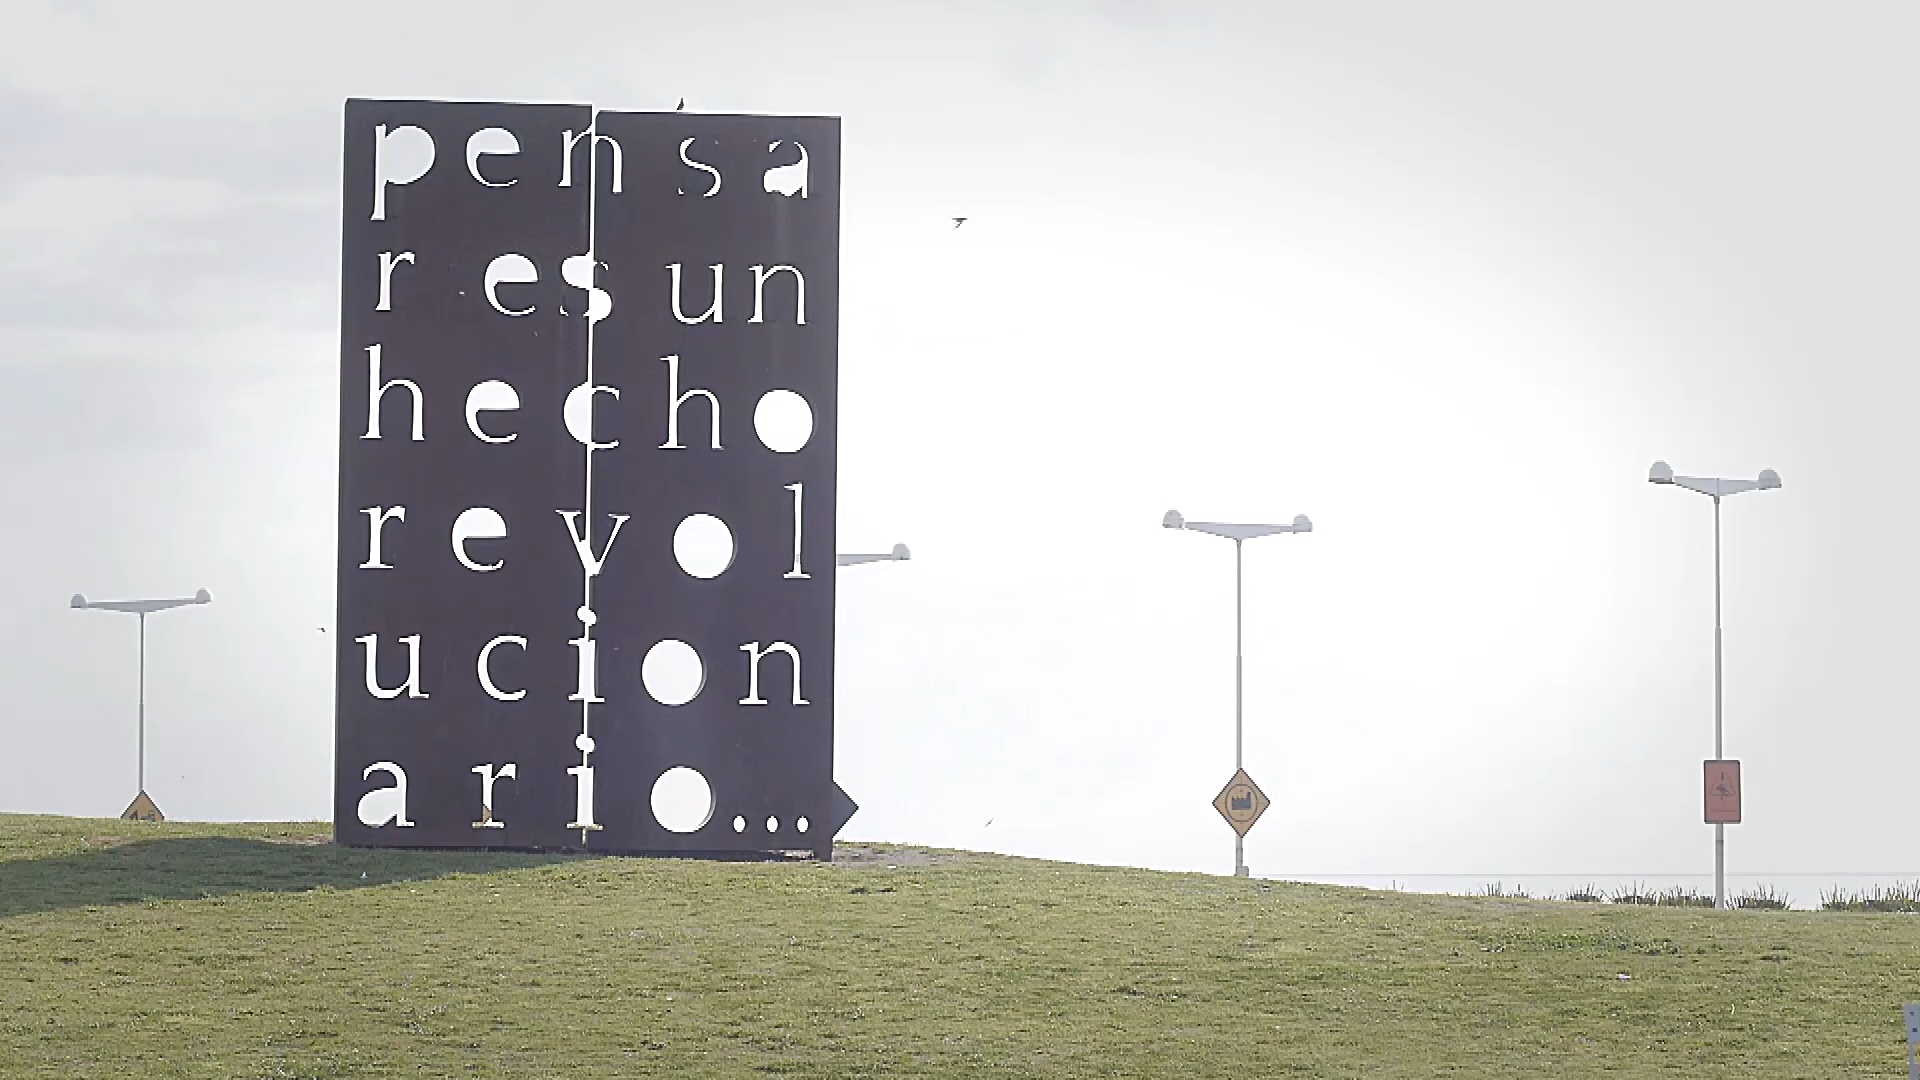 pensa
r es un
hecho
revol
ucion
ario...